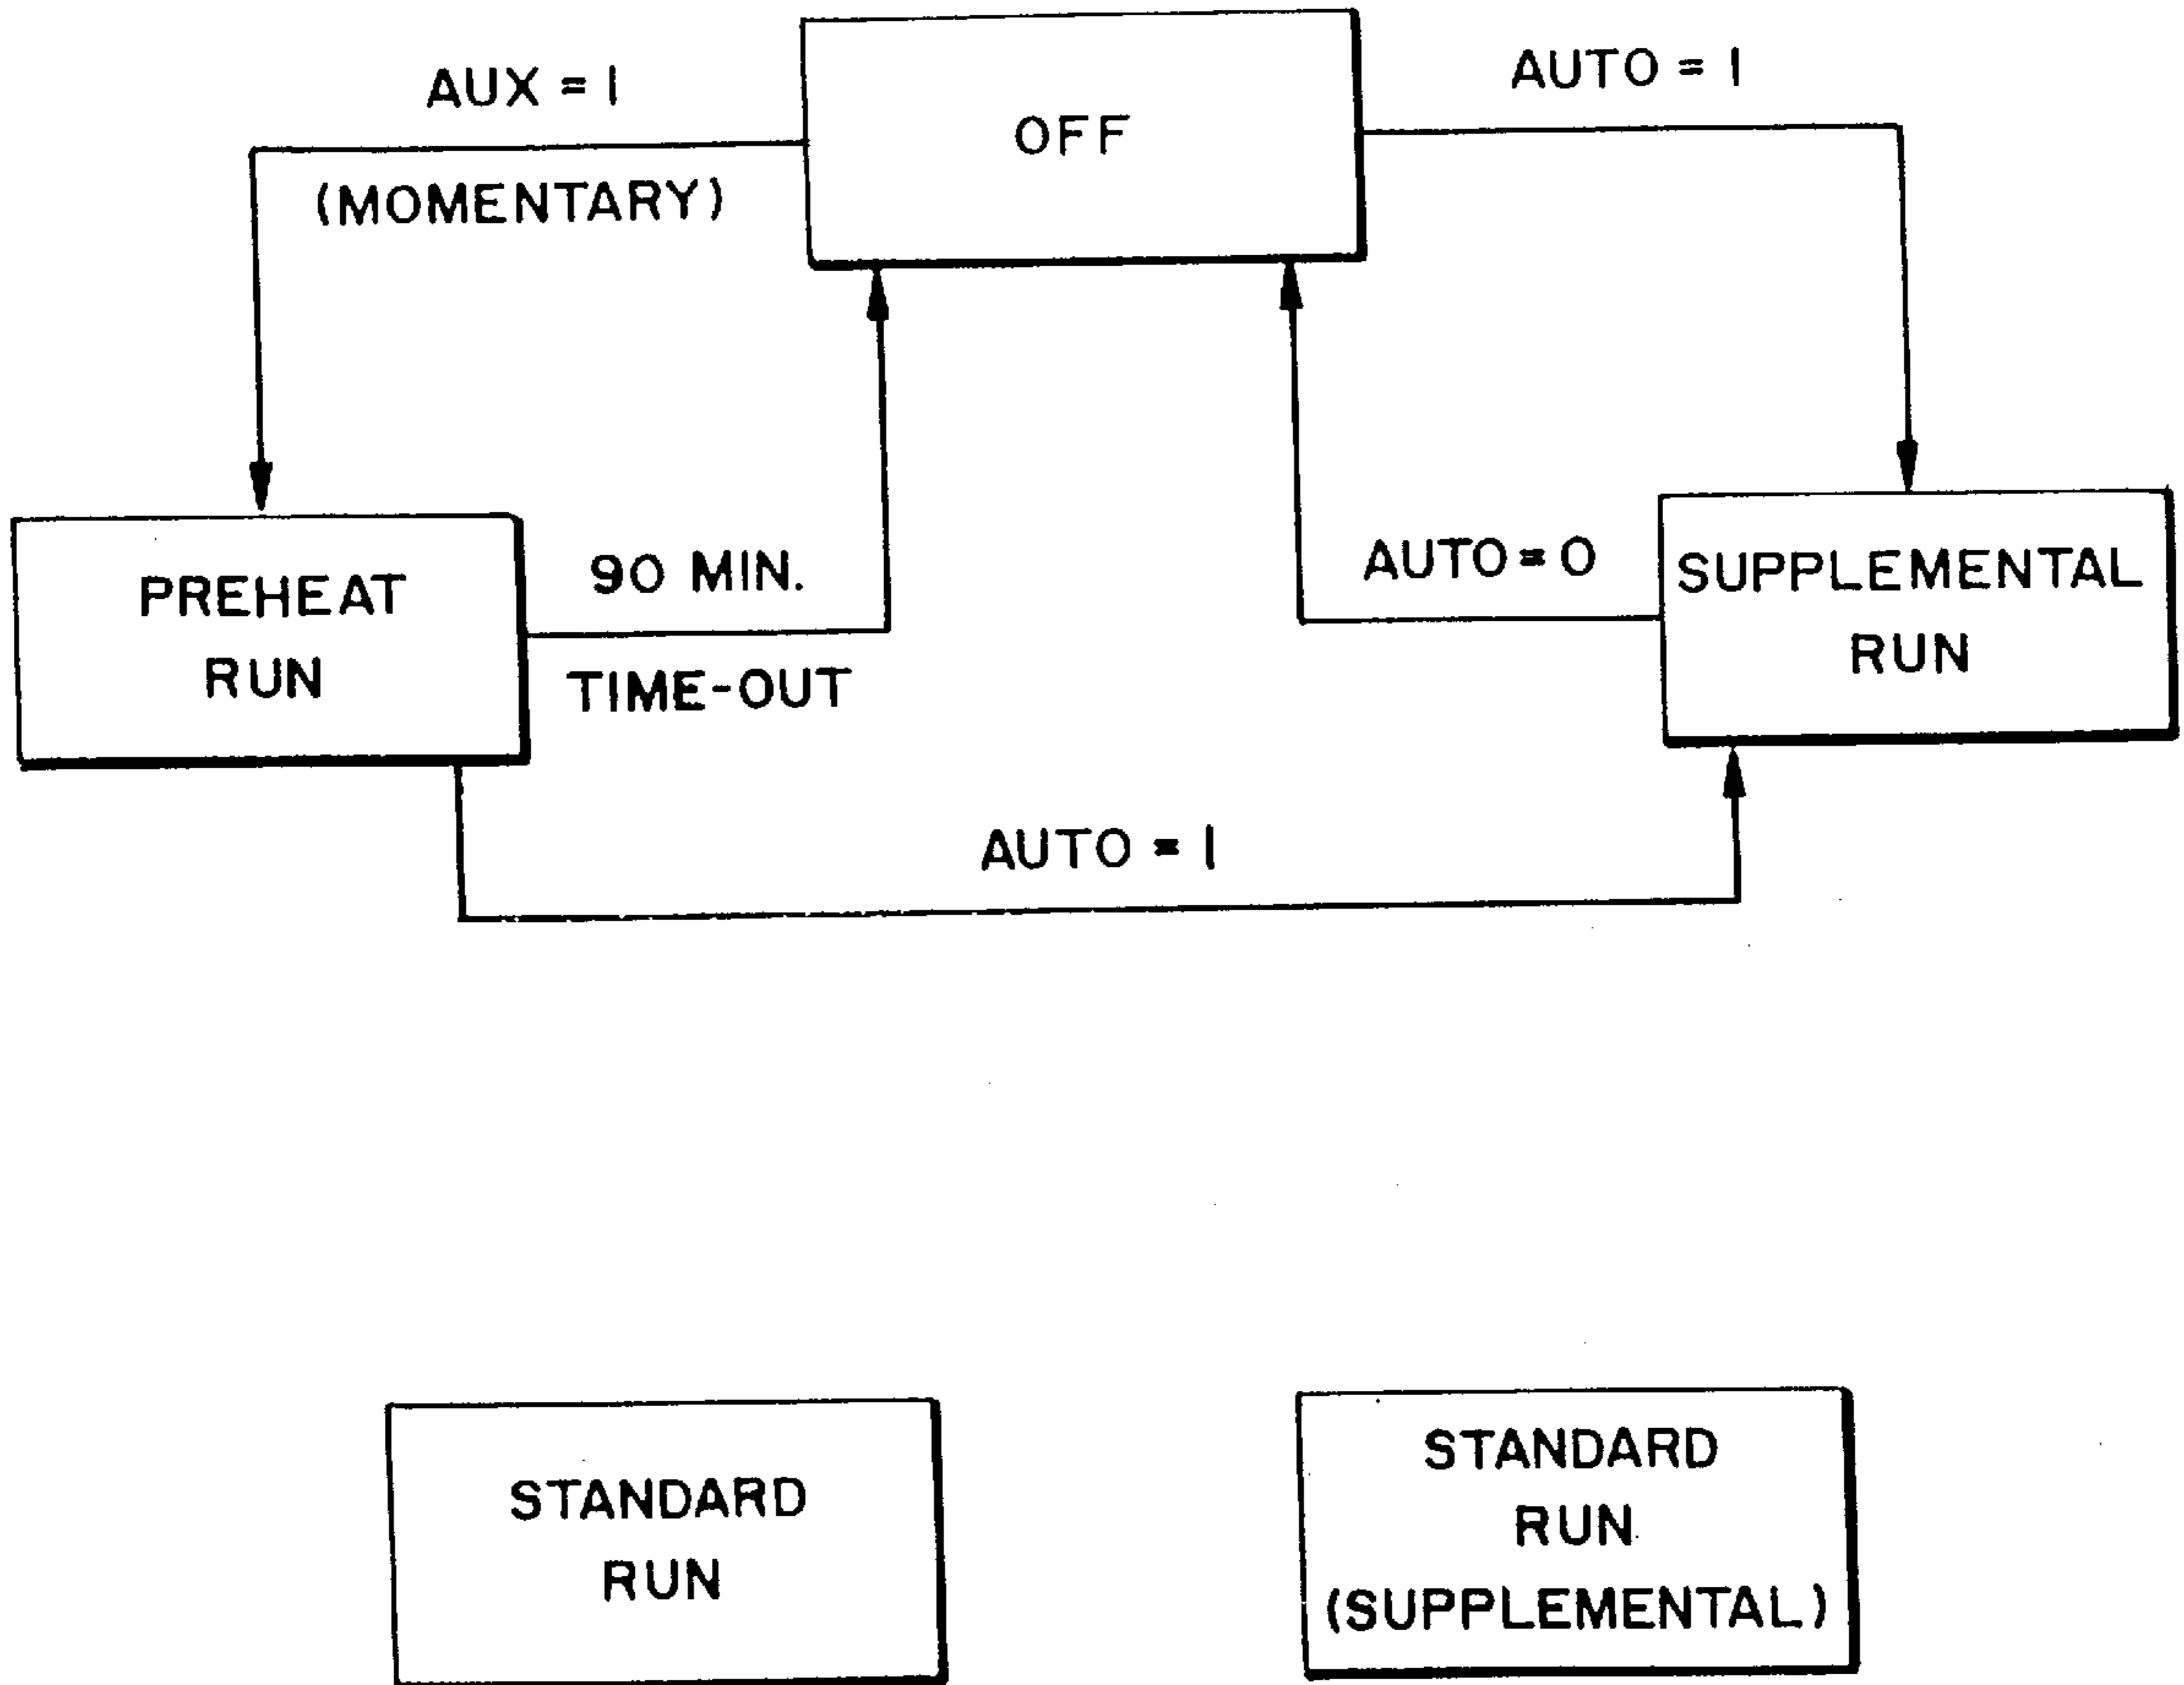 AUX = 1
(MOMENTARY)
OFF
AUTO = 1
PREHEAT
RUN
90 MIN.
TIME-OUT
AUTO = 0
SUPPLEMENTAL
RUN
AUTO = 1
STANDARD
RUN
STANDARD
RUN
(SUPPLEMENTAL)